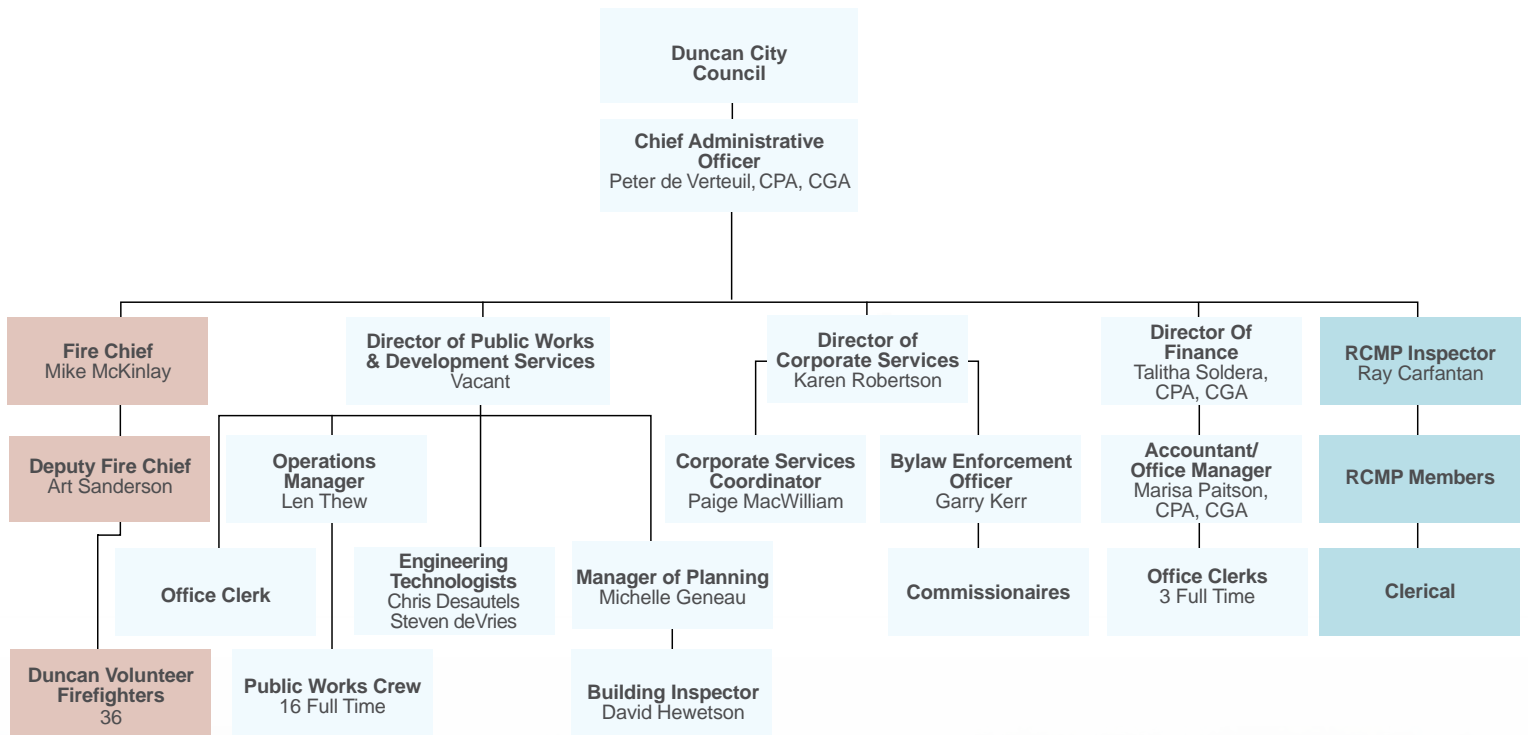 Duncan City
Council
Chief Administrative
Officer
Peter de Verteuil, CPA, CGA
Fire Chief
Mike McKinlay
Director of Public Works
& Development Services
Vacant
Director of
Corporate Services
Karen Robertson
Director Of
Finance
Talitha Soldera,
CPA, CGA
RCMP Inspector
Ray Carfantan
Deputy Fire Chief
Art Sanderson
Operations
Manager
Len Thew
Corporate Services
Coordinator
Paige MacWilliam
Bylaw Enforcement
Officer
Garry Kerr
Accountant/
Office Manager
Marisa Paitson,
CPA, CGA
RCMP Members
Office Clerk
Engineering
Technologists
Chris Desautels
Steven deVries
Manager of Planning
Michelle Geneau
Commissionaires
Office Clerks
3 Full Time
Clerical
Duncan Volunteer
Firefighters
36
Public Works Crew
16 Full Time
Building Inspector
David Hewetson